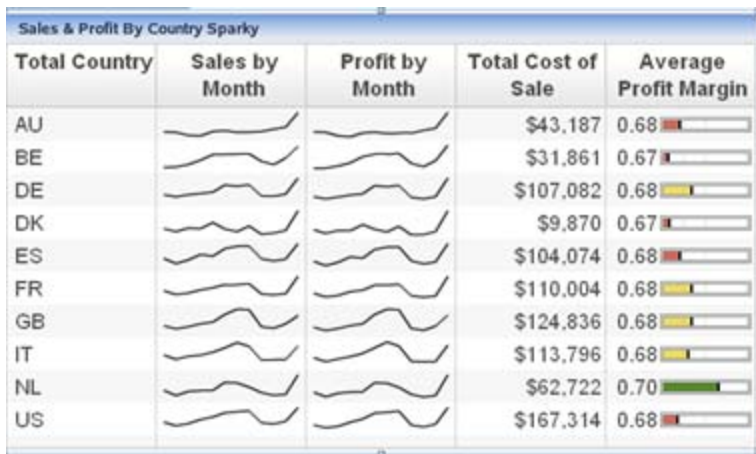 Sales & Profit By Country Sparky
Total Country Sales by Month Profit by Month Total Cost of Sale Average Profit Margin
AU $43,187 0.68
BE $31,861 0.67
DE $107,082 0.68
DK $9,870 0.67
ES $104,074 0.68
FR $110,004 0.68
GB $124,836 0.68
IT $113,796 0.68
NL $62,722 0.70
US $167,314 0.68